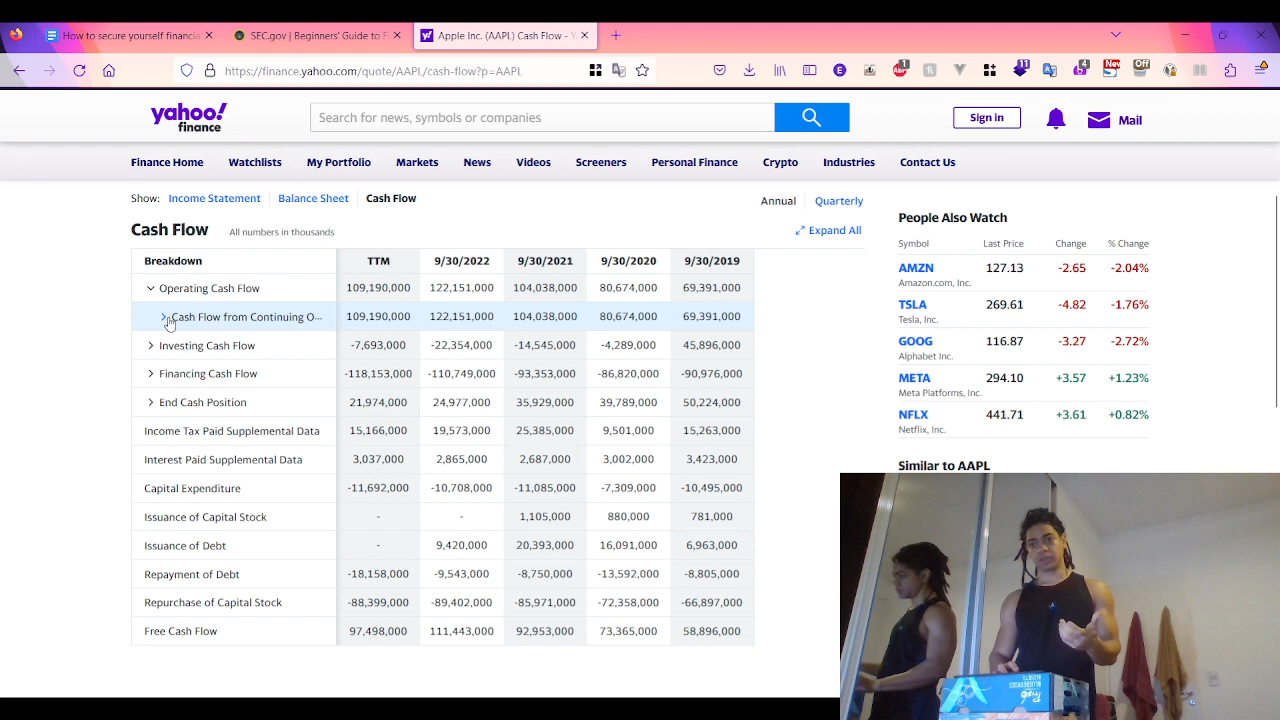 How to secure yourself financia
SEC.gov | Beginners' Guide to Fi
Apple Inc. (AAPL) Cash Flow - Y
https://finance.yahoo.com/quote/AAPL/cash-flow?p=AAPL
1
11
4
New
Off
yahoo!
finance
Search for news, symbols or companies
Sign in
Mail
Finance Home Watchlists My Portfolio Markets News Videos Screeners Personal Finance Crypto Industries Contact Us
Show: Income Statement Balance Sheet Cash Flow
Annual Quarterly
Cash Flow All numbers in thousands
Expand All
Breakdown TTM 9/30/2022 9/30/2021 9/30/2020 9/30/2019
Operating Cash Flow 109,190,000 122,151,000 104,038,000 80,674,000 69,391,000
Cash Flow from Continuing O... 109,190,000 122,151,000 104,038,000 80,674,000 69,391,000
Investing Cash Flow -7,693,000 -22,354,000 -14,545,000 -4,289,000 45,896,000
Financing Cash Flow -118,153,000 -110,749,000 -93,353,000 -86,820,000 -90,976,000
End Cash Position 21,974,000 24,977,000 35,929,000 39,789,000 50,224,000
Income Tax Paid Supplemental Data 15,166,000 19,573,000 25,385,000 9,501,000 15,263,000
Interest Paid Supplemental Data 3,037,000 2,865,000 2,687,000 3,002,000 3,423,000
Capital Expenditure -11,692,000 -10,708,000 -11,085,000 -7,309,000 -10,495,000
Issuance of Capital Stock - - 1,105,000 880,000 781,000
Issuance of Debt - 9,420,000 20,393,000 16,091,000 6,963,000
Repayment of Debt -18,158,000 -9,543,000 -8,750,000 -13,592,000 -8,805,000
Repurchase of Capital Stock -88,399,000 -89,402,000 -85,971,000 -72,358,000 -66,897,000
Free Cash Flow 97,498,000 111,443,000 92,953,000 73,365,000 58,896,000
People Also Watch
Symbol Last Price Change % Change
AMZN 127.13 -2.65 -2.04%
Amazon.com, Inc.
TSLA 269.61 -4.82 -1.76%
Tesla, Inc.
GOOG 116.87 -3.27 -2.72%
Alphabet Inc.
META 294.10 +3.57 +1.23%
Meta Platforms, Inc.
NFLX 441.71 +3.61 +0.82%
Netflix, Inc.
Similar to AAPL